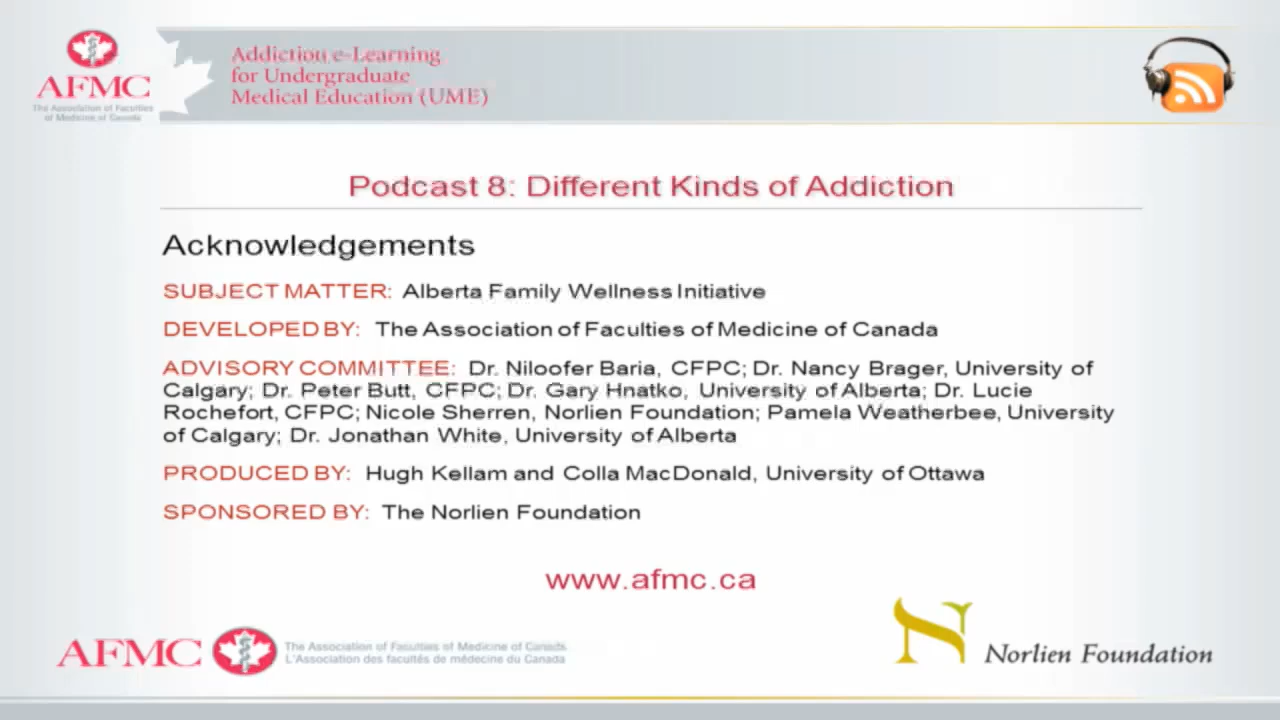 AFMC
The Association of Faculties
of Medicine of Canada
Addiction e-Learning
for Undergraduate
Medical Education (UME)
Podcast 8: Different Kinds of Addiction
Acknowledgements
SUBJECT MATTER: Alberta Family Wellness Initiative
DEVELOPED BY: The Association of Faculties of Medicine of Canada
ADVISORY COMMITTEE: Dr. Niloofer Baria, CFPC; Dr. Nancy Brager, University of
Calgary; Dr. Peter Butt, CFPC; Dr. Gary Hnatko, University of Alberta; Dr. Lucie
Rochefort, CFPC; Nicole Sherren, Norlien Foundation; Pamela Weatherbee, University
of Calgary; Dr. Jonathan White, University of Alberta
PRODUCED BY: Hugh Kellam and Colla MacDonald, University of Ottawa
SPONSORED BY: The Norlien Foundation
www.afmc.ca
AFMC
The Association of Faculties of Medicine of Canada
L'Association des facultés de médecine du Canada
N
Norlien Foundation